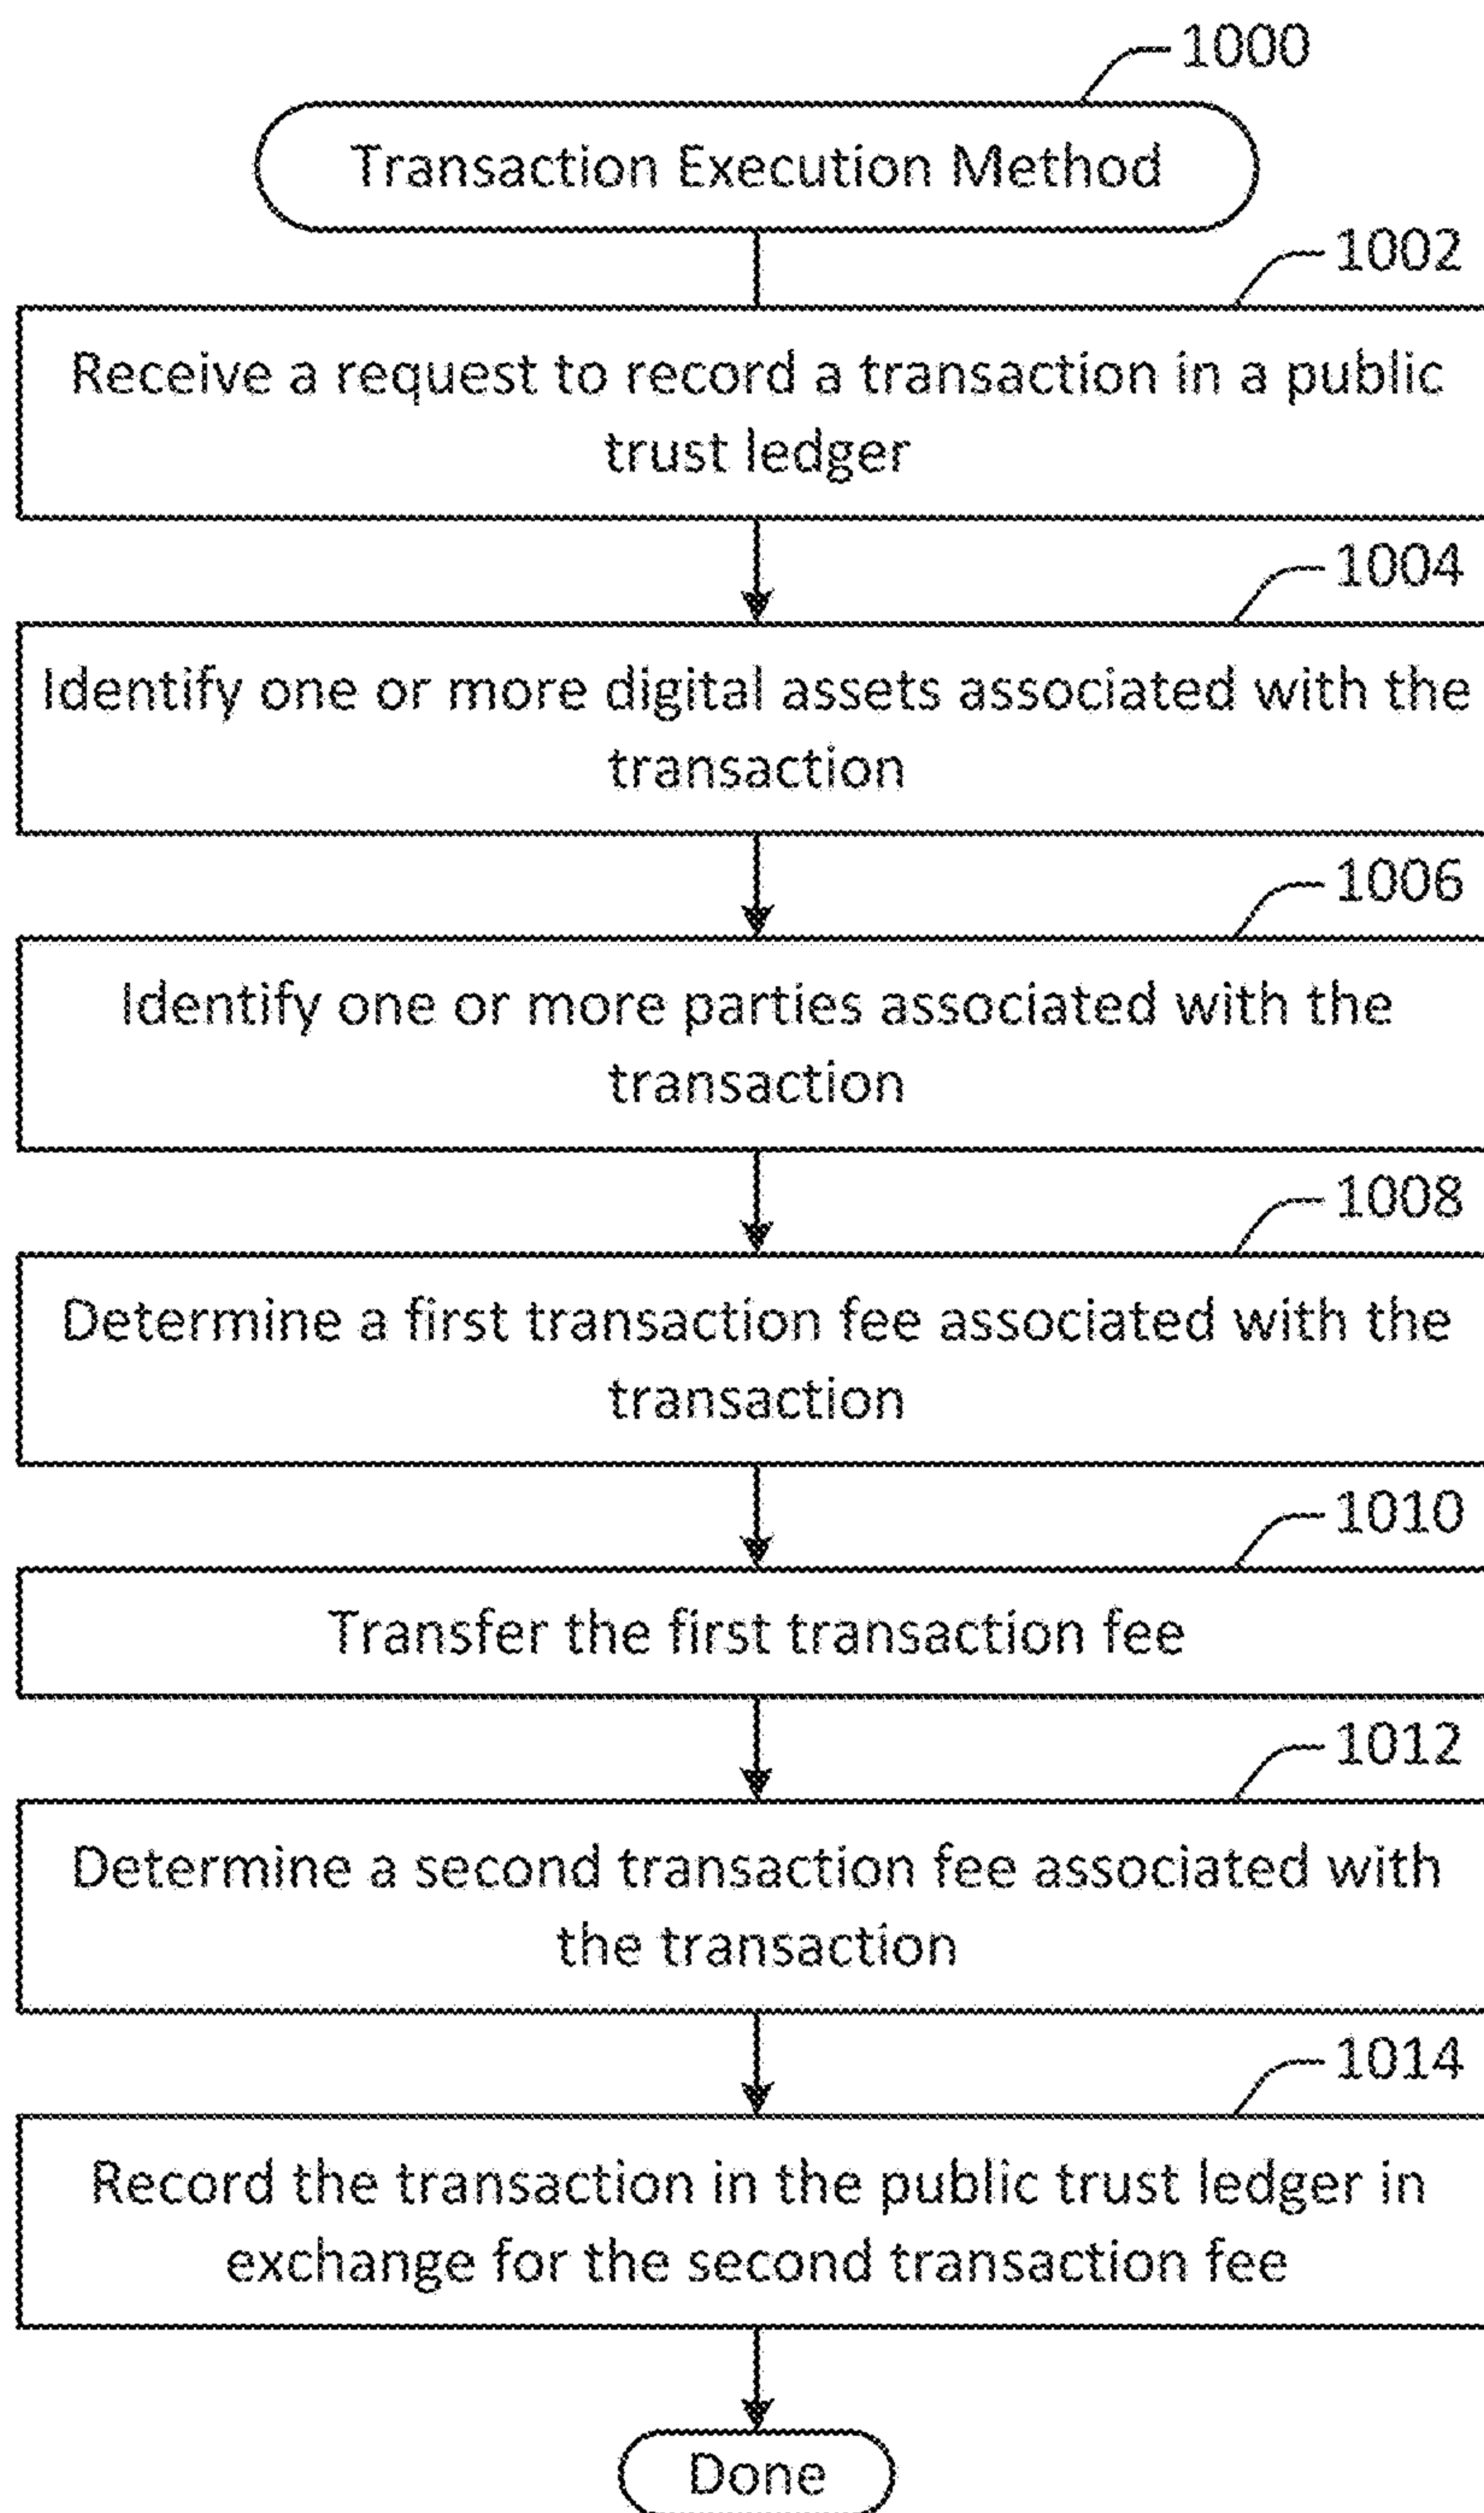 1000
Transaction Execution Method
1002
Receive a request to record a transaction in a public
trust ledger
1004
Identify one or more digital assets associated with the
transaction
1006
Identify one or more parties associated with the
transaction
1008
Determine a first transaction fee associated with the
transaction
1010
Transfer the first transaction fee
1012
Determine a second transaction fee associated with
the transaction
1014
Record the transaction in the public trust ledger in
exchange for the second transaction fee
Done